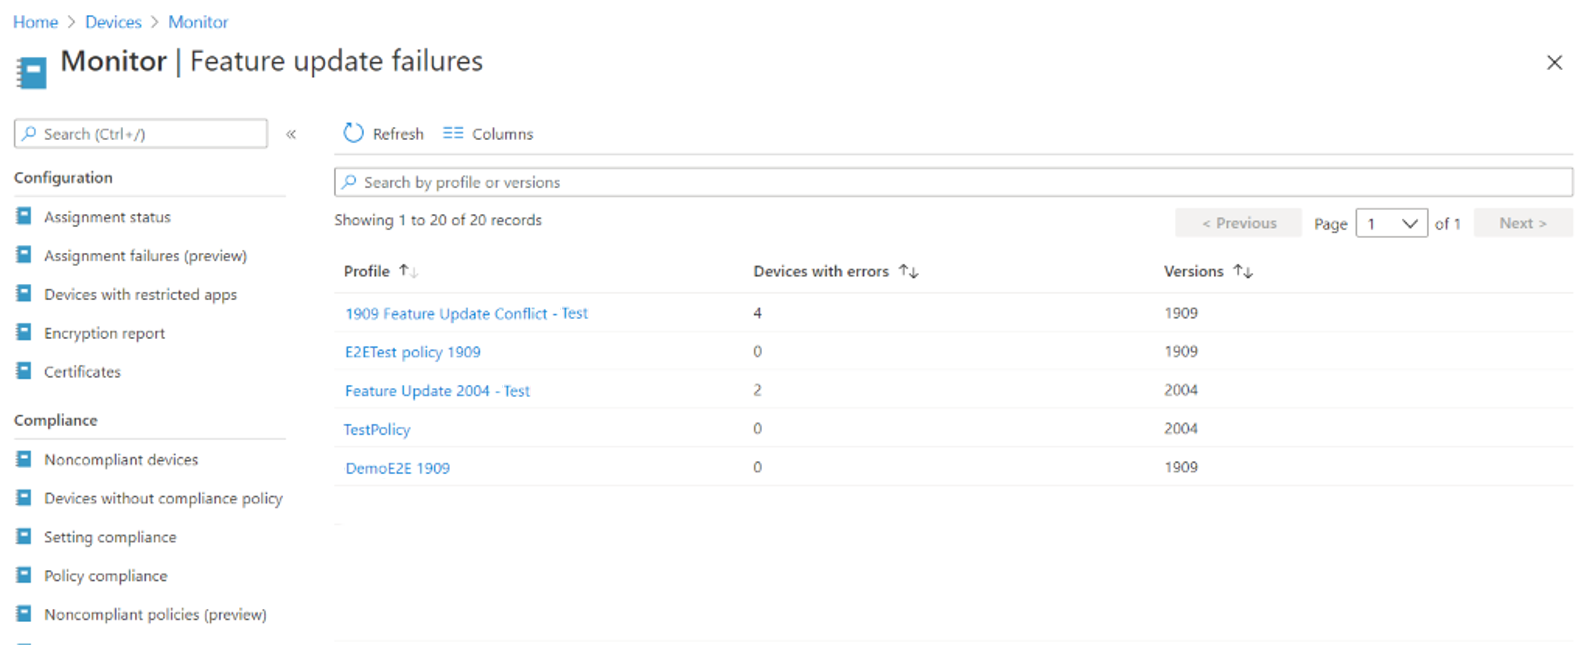 Home > Devices > Monitor
Monitor | Feature update failures
Search (Ctrl+/)
«
Configuration
Assignment status
Assignment failures (preview)
Devices with restricted apps
Encryption report
Certificates
Compliance
Noncompliant devices
Devices without compliance policy
Setting compliance
Policy compliance
Noncompliant policies (preview)
Refresh Columns
Search by profile or versions
Showing 1 to 20 of 20 records
< Previous Page 1 of 1 Next >
Profile ↑↓ Devices with errors ↑↓ Versions ↑↓
1909 Feature Update Conflict - Test 4 1909
E2ETest policy 1909 0 1909
Feature Update 2004 - Test 2 2004
TestPolicy 0 2004
DemoE2E 1909 0 1909